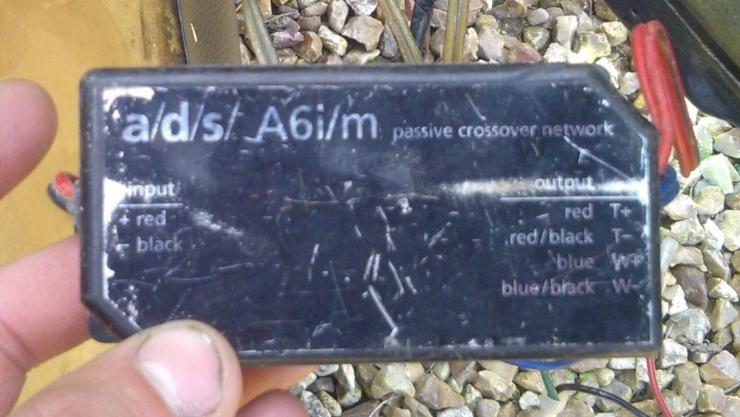 a/d/s/ A6i/m passive crossover network
input
+ red
- black
output
red T+
red/black T-
blue W+
blue/black W-